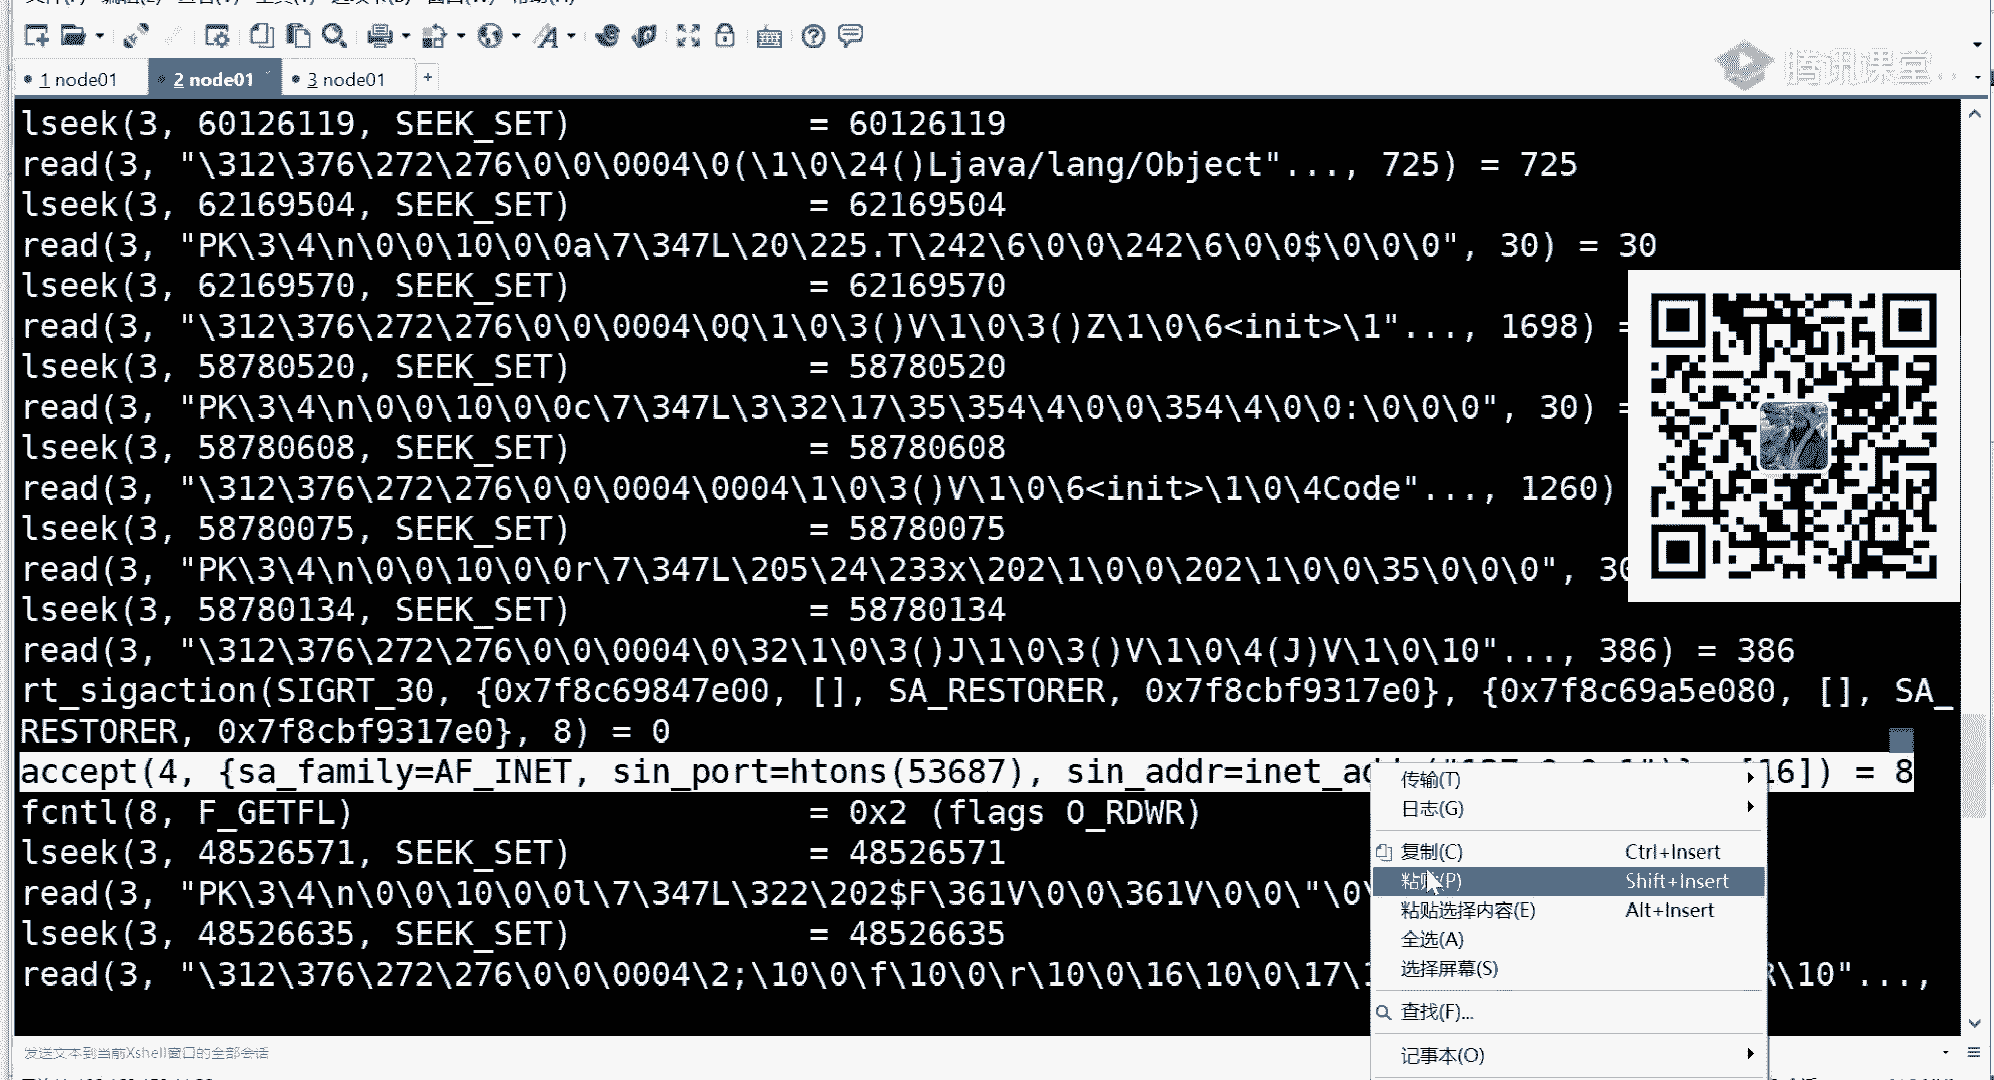 1 node01
2 node01
3 node01
+
腾讯课堂
lseek(3, 60126119, SEEK_SET)            = 60126119
read(3, "\312\376\272\276\0\0\0004\0(\1\0\24()Ljava/lang/Object"..., 725) = 725
lseek(3, 62169504, SEEK_SET)            = 62169504
read(3, "PK\3\4\n\0\0\10\0\0a\7\347L\20\225.T\242\6\0\0\242\6\0\0$\0\0\0", 30) = 30
lseek(3, 62169570, SEEK_SET)            = 62169570
read(3, "\312\376\272\276\0\0\0004\0Q\1\0\3()V\1\0\3()Z\1\0\6<init>\1"..., 1698) =
lseek(3, 58780520, SEEK_SET)            = 58780520
read(3, "PK\3\4\n\0\0\10\0\0c\7\347L\3\32\17\35\354\4\0\0\354\4\0\0:\0\0\0", 30) =
lseek(3, 58780608, SEEK_SET)            = 58780608
read(3, "\312\376\272\276\0\0\0004\0004\1\0\3()V\1\0\6<init>\1\0\4Code"..., 1260)
lseek(3, 58780075, SEEK_SET)            = 58780075
read(3, "PK\3\4\n\0\0\10\0\0r\7\347L\205\24\233x\202\1\0\0\202\1\0\0\35\0\0\0", 30
lseek(3, 58780134, SEEK_SET)            = 58780134
read(3, "\312\376\272\276\0\0\0004\0\32\1\0\3()J\1\0\3()V\1\0\4(J)V\1\0\10"..., 386) = 386
rt_sigaction(SIGRT_30, {0x7f8c69847e00, [], SA_RESTORER, 0x7f8cbf9317e0}, {0x7f8c69a5e080, [], SA_
RESTORER, 0x7f8cbf9317e0}, 8) = 0
accept(4, {sa_family=AF_INET, sin_port=htons(53687), sin_addr=inet_ad [16]) = 8
fcntl(8, F_GETFL)                       = 0x2 (flags O_RDWR)
lseek(3, 48526571, SEEK_SET)            = 48526571
read(3, "PK\3\4\n\0\0\10\0\0l\7\347L\322\202$F\361V\0\0\361V\0\0\"\0\
lseek(3, 48526635, SEEK_SET)            = 48526635
read(3, "\312\376\272\276\0\0\0004\2;\10\0\f\10\0\r\10\0\16\10\0\17\ \10"...,
传输(T)
日志(G)
复制(C) Ctrl+Insert
粘贴(P) Shift+Insert
粘贴选择内容(E) Alt+Insert
全选(A)
选择屏幕(S)
查找(F)...
记事本(O)
发送文本到当前Xshell窗口的全部会话